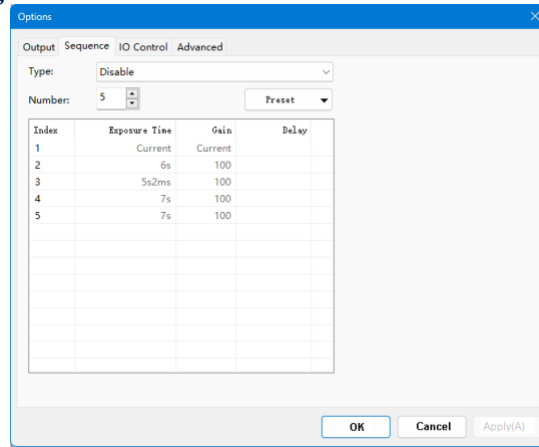 Options
Output Sequence IO Control Advanced
Type: Disable
Number: 5 Preset
Index Exposure Time Gain Delay
1 Current Current
2 6s 100
3 5s2ms 100
4 7s 100
5 7s 100
OK Cancel Apply(A)